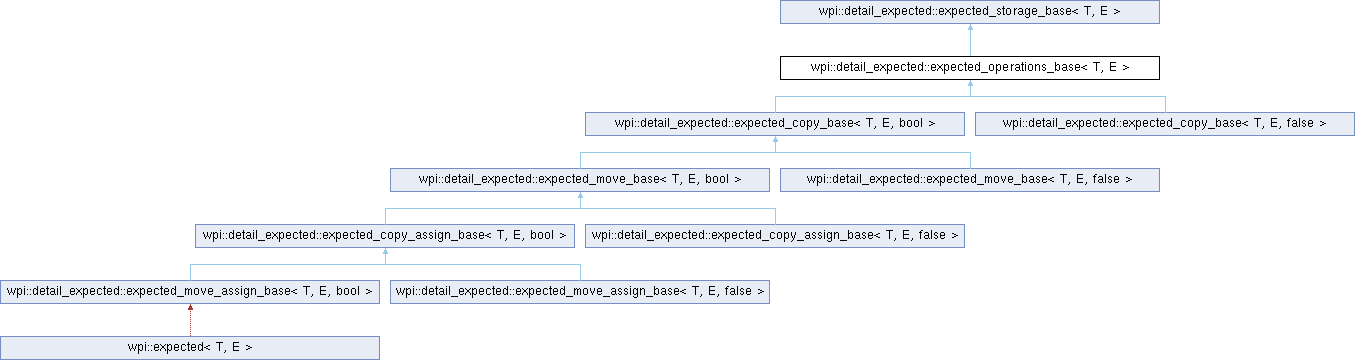 wpi::detail_expected::expected_storage_base< T, E >
wpi::detail_expected::expected_operations_base< T, E >
wpi::detail_expected::expected_copy_base< T, E, bool >
wpi::detail_expected::expected_copy_base< T, E, false >
wpi::detail_expected::expected_move_base< T, E, bool >
wpi::detail_expected::expected_move_base< T, E, false >
wpi::detail_expected::expected_copy_assign_base< T, E, bool >
wpi::detail_expected::expected_copy_assign_base< T, E, false >
wpi::detail_expected::expected_move_assign_base< T, E, bool >
wpi::detail_expected::expected_move_assign_base< T, E, false >
wpi::expected< T, E >